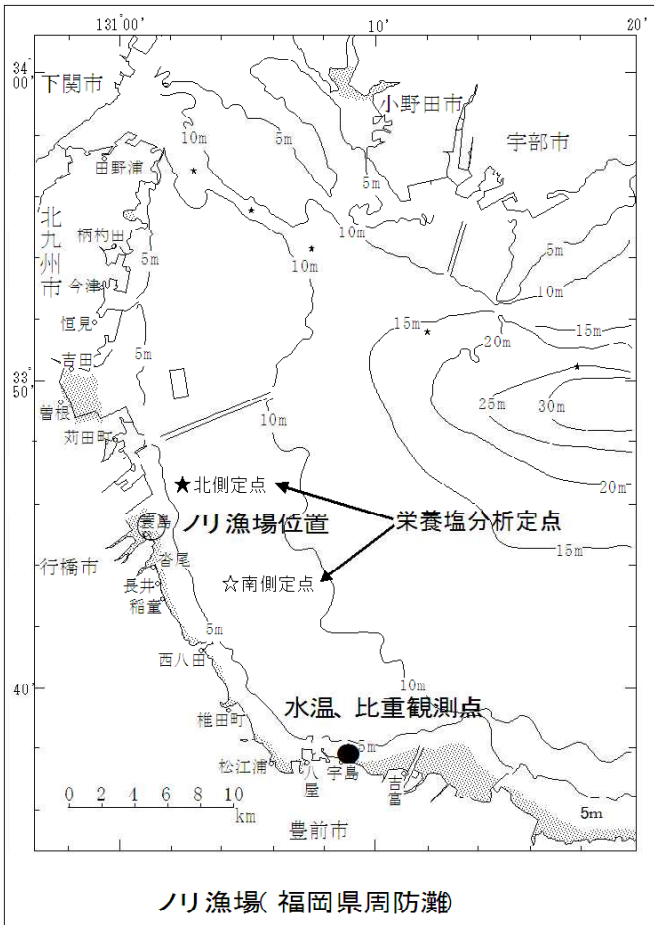 131 00′
10′
20′
34
00′
下関市
小野田市
宇部市
10m
5m
田野浦
5m
北九州市
柄杓田
5m
10m
10m
5m
今津
10m
恒見
15m
15m
20m
吉田
5m
33
50′
25m
30m
曽根
10m
苅田町
20m
★北側定点
蓑島
ノリ漁場位置
栄養塩分析定点
15m
行橋市
沓尾
長井
☆南側定点
稲童
5m
西八田
40′
10m
椎田町
水温、比重観測点
5m
松江浦
八屋
宇島
吉富
0 2 4 6 8 10
km
5m
豊前市
ノリ漁場(福岡県周防灘)